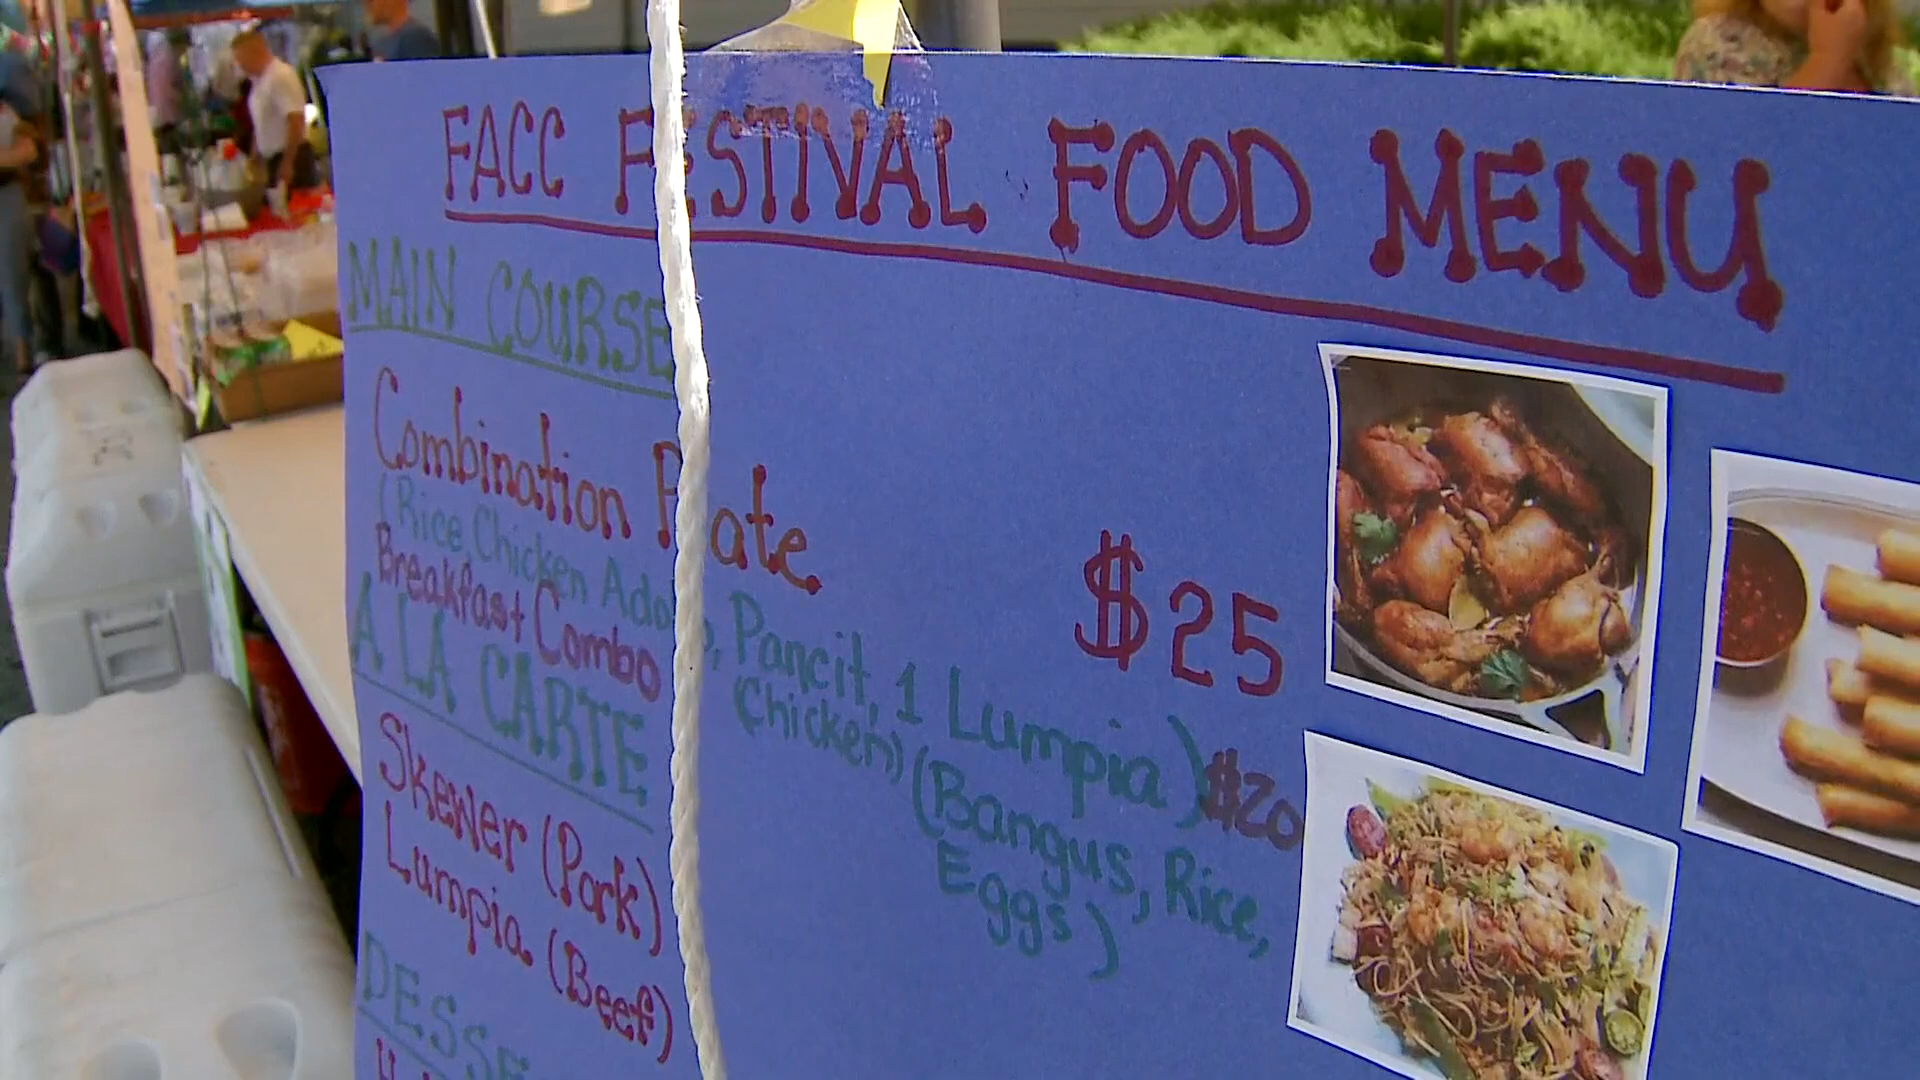 FACC FESTIVAL FOOD MENU
MAIN COURSE
Combination Plate $25
(Rice, Chicken Adobo, Pancit, 1 Lumpia)
(Chicken)
Breakfast Combo (Bangus, Rice, Eggs) $20
A LA CARTE
Skewer (Pork)
Lumpia (Beef)
DESSE